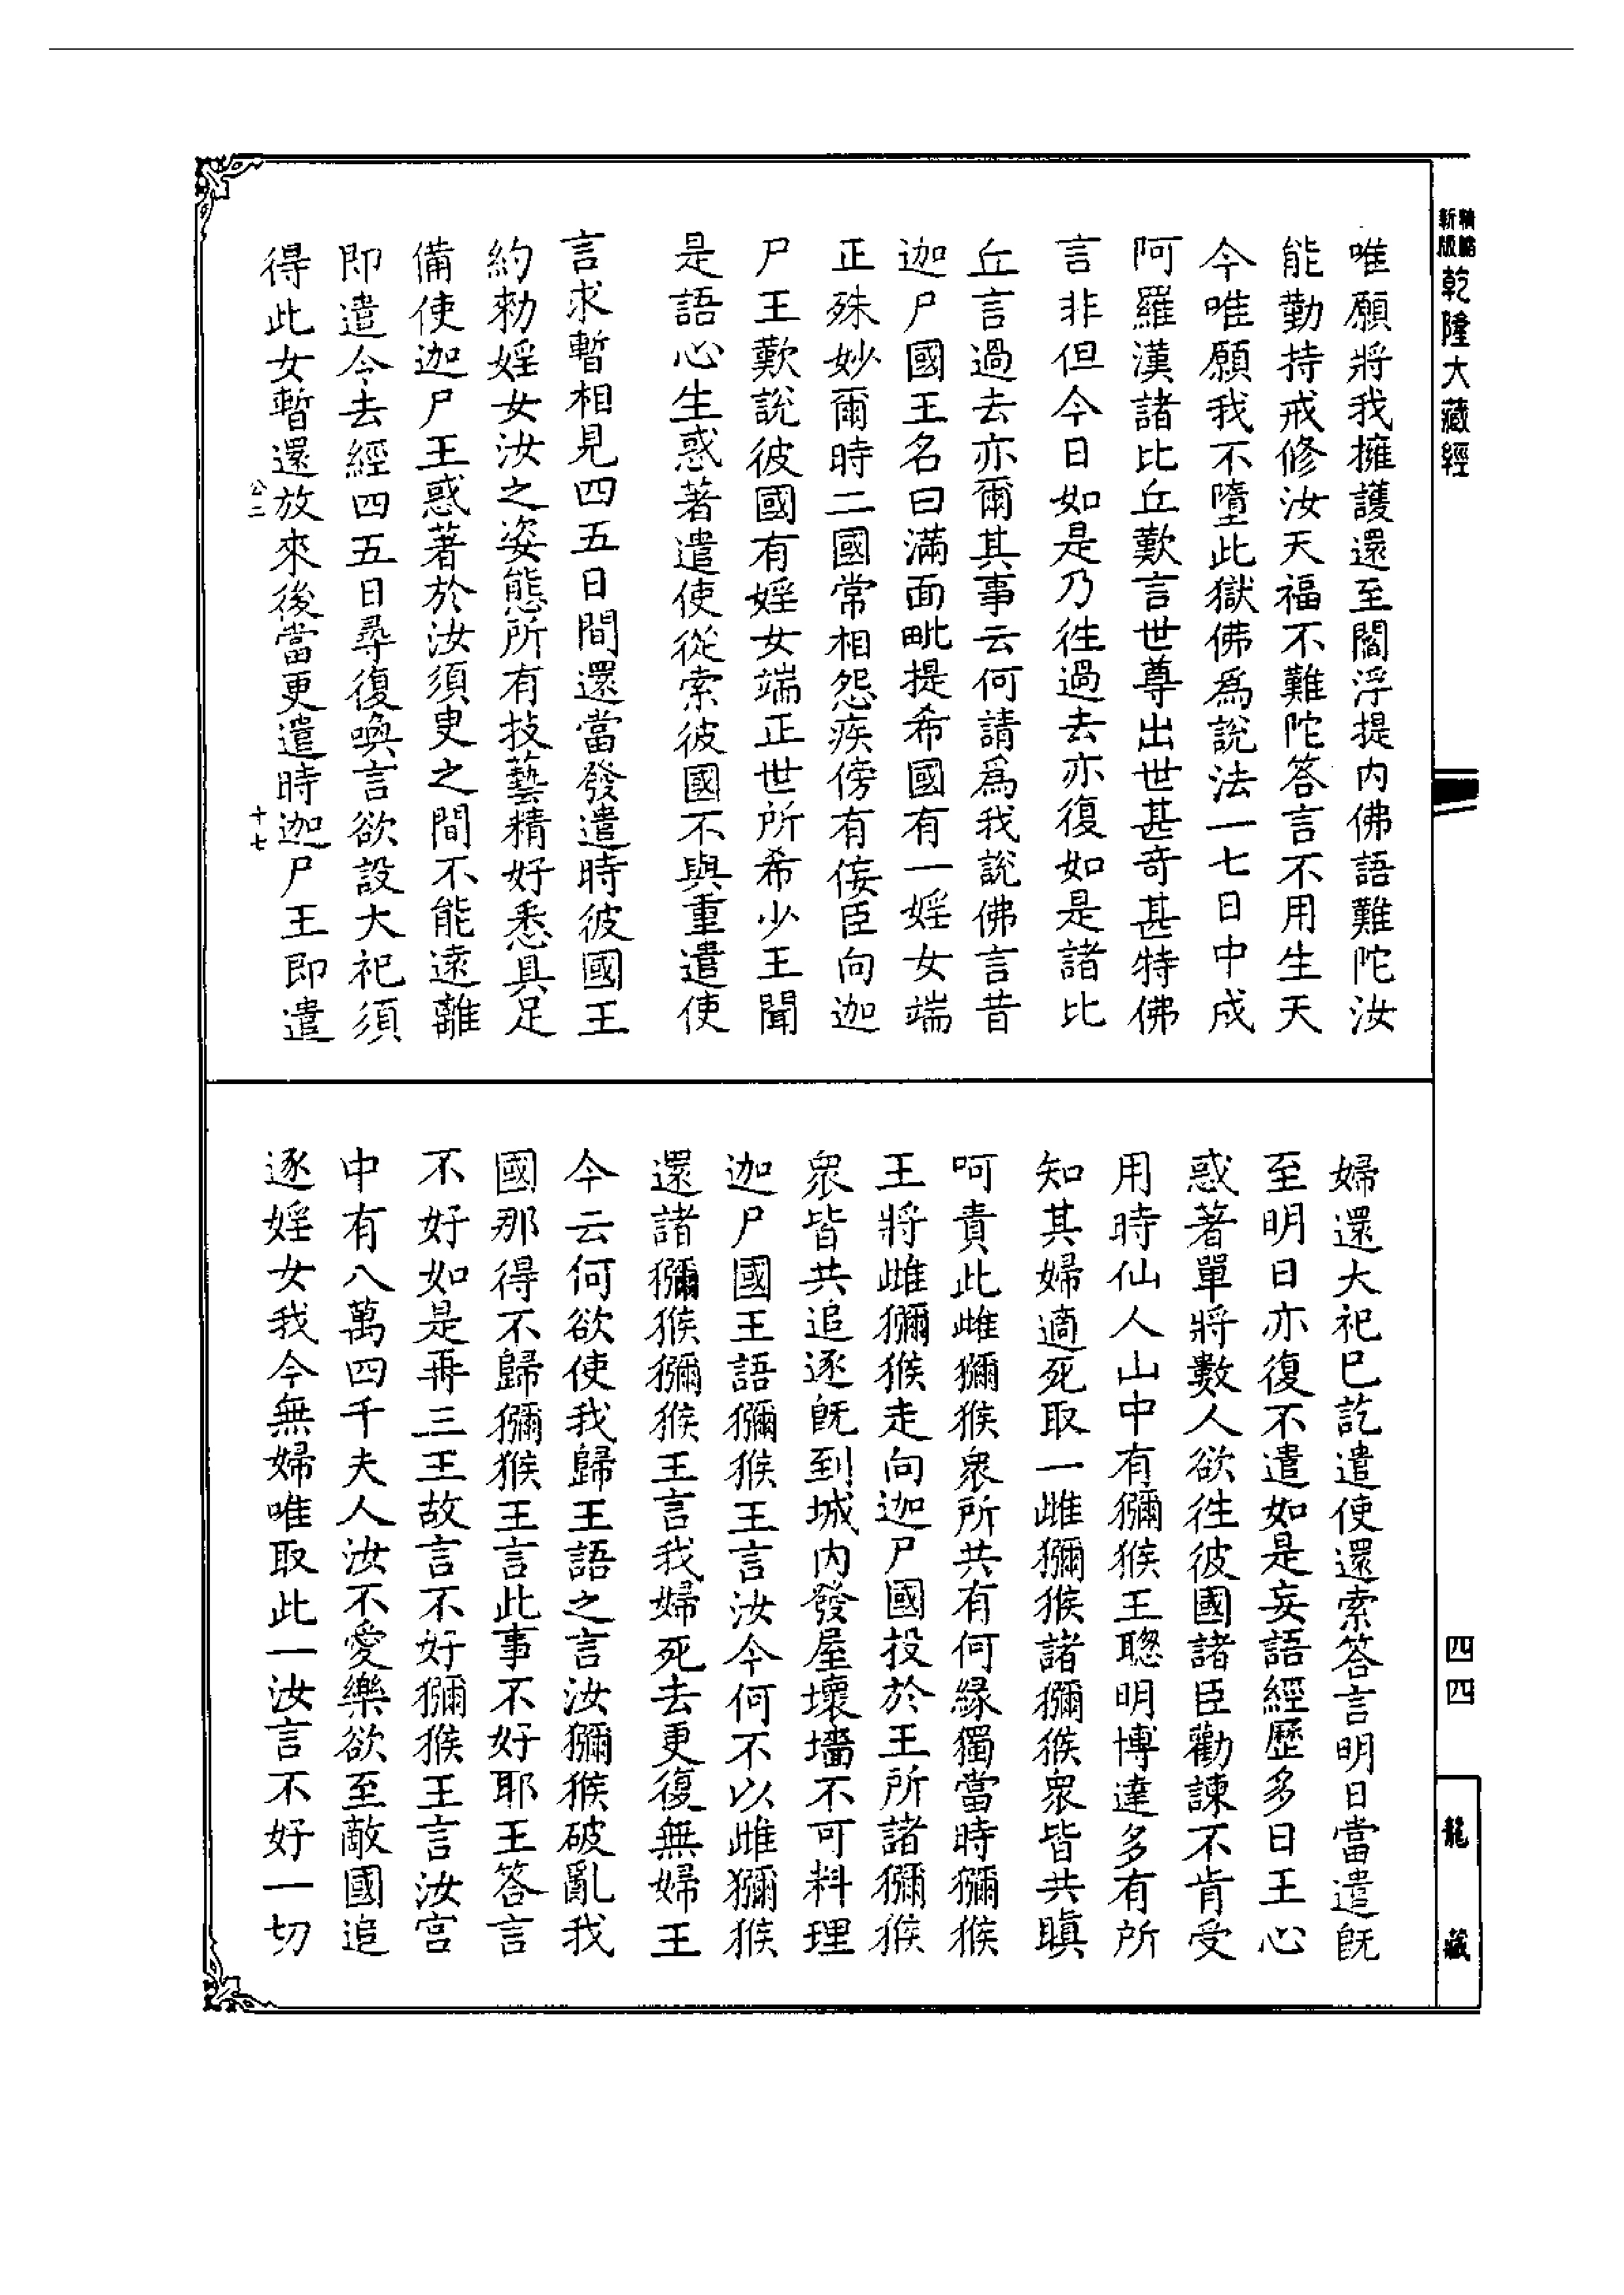 新版
精縮
乾隆大藏經
唯願將我擁護還至閻浮提内佛語難陀汝
能勤持戒修汝天福不難陀答言不用生天
今唯願我不墮此獄佛爲說法一七日中成
阿羅漢諸比丘歎言世尊出世甚奇甚特佛
言非但今日如是乃徃過去亦復如是諸比
丘言過去亦爾其事云何請爲我說佛言昔
迦尸國王名曰滿面毗提希國有一婬女端
正殊妙爾時二國常相怨疾傍有侫臣向迦
尸王歎說彼國有婬女端正世所希少王聞
是語心生惑著遣使從索彼國不與重遣使
言求暫相見四五日間還當發遣時彼國王
約勑婬女汝之姿態所有技藝精好悉具足
備使迦尸王惑著於汝須叟之間不能遠離
即遣令去經四五日尋復喚言欲設大祀須
得此女暫還放來後當更遣時迦尸王即遣
公二
十七
婦還大祀巳訖遣使還索答言明日當遣旣
至明日亦復不遣如是妄語經歷多日王心
惑著單將數人欲徃彼國諸臣勸諫不肯受
用時仙人山中有獼猴王聰明博達多有所
知其婦適死取一雌獼猴諸獼猴衆皆共瞋
呵責此雌獼猴衆所共有何緣獨當時獼猴
王將雌獼猴走向迦尸國投於王所諸獼猴
衆皆共追逐旣到城内發屋壞墻不可料理
迦尸國王語獼猴王言汝今何不以雌獼猴
還諸獼猴獼猴王言我婦死去更復無婦王
今云何欲使我歸王語之言汝獼猴破亂我
國那得不歸獼猴王言此事不好耶王答言
不好如是再三王故言不好獼猴王言汝宫
中有八萬四千夫人汝不愛樂欲至敵國追
逐婬女我今無婦唯取此一汝言不好一切
四四
龍藏